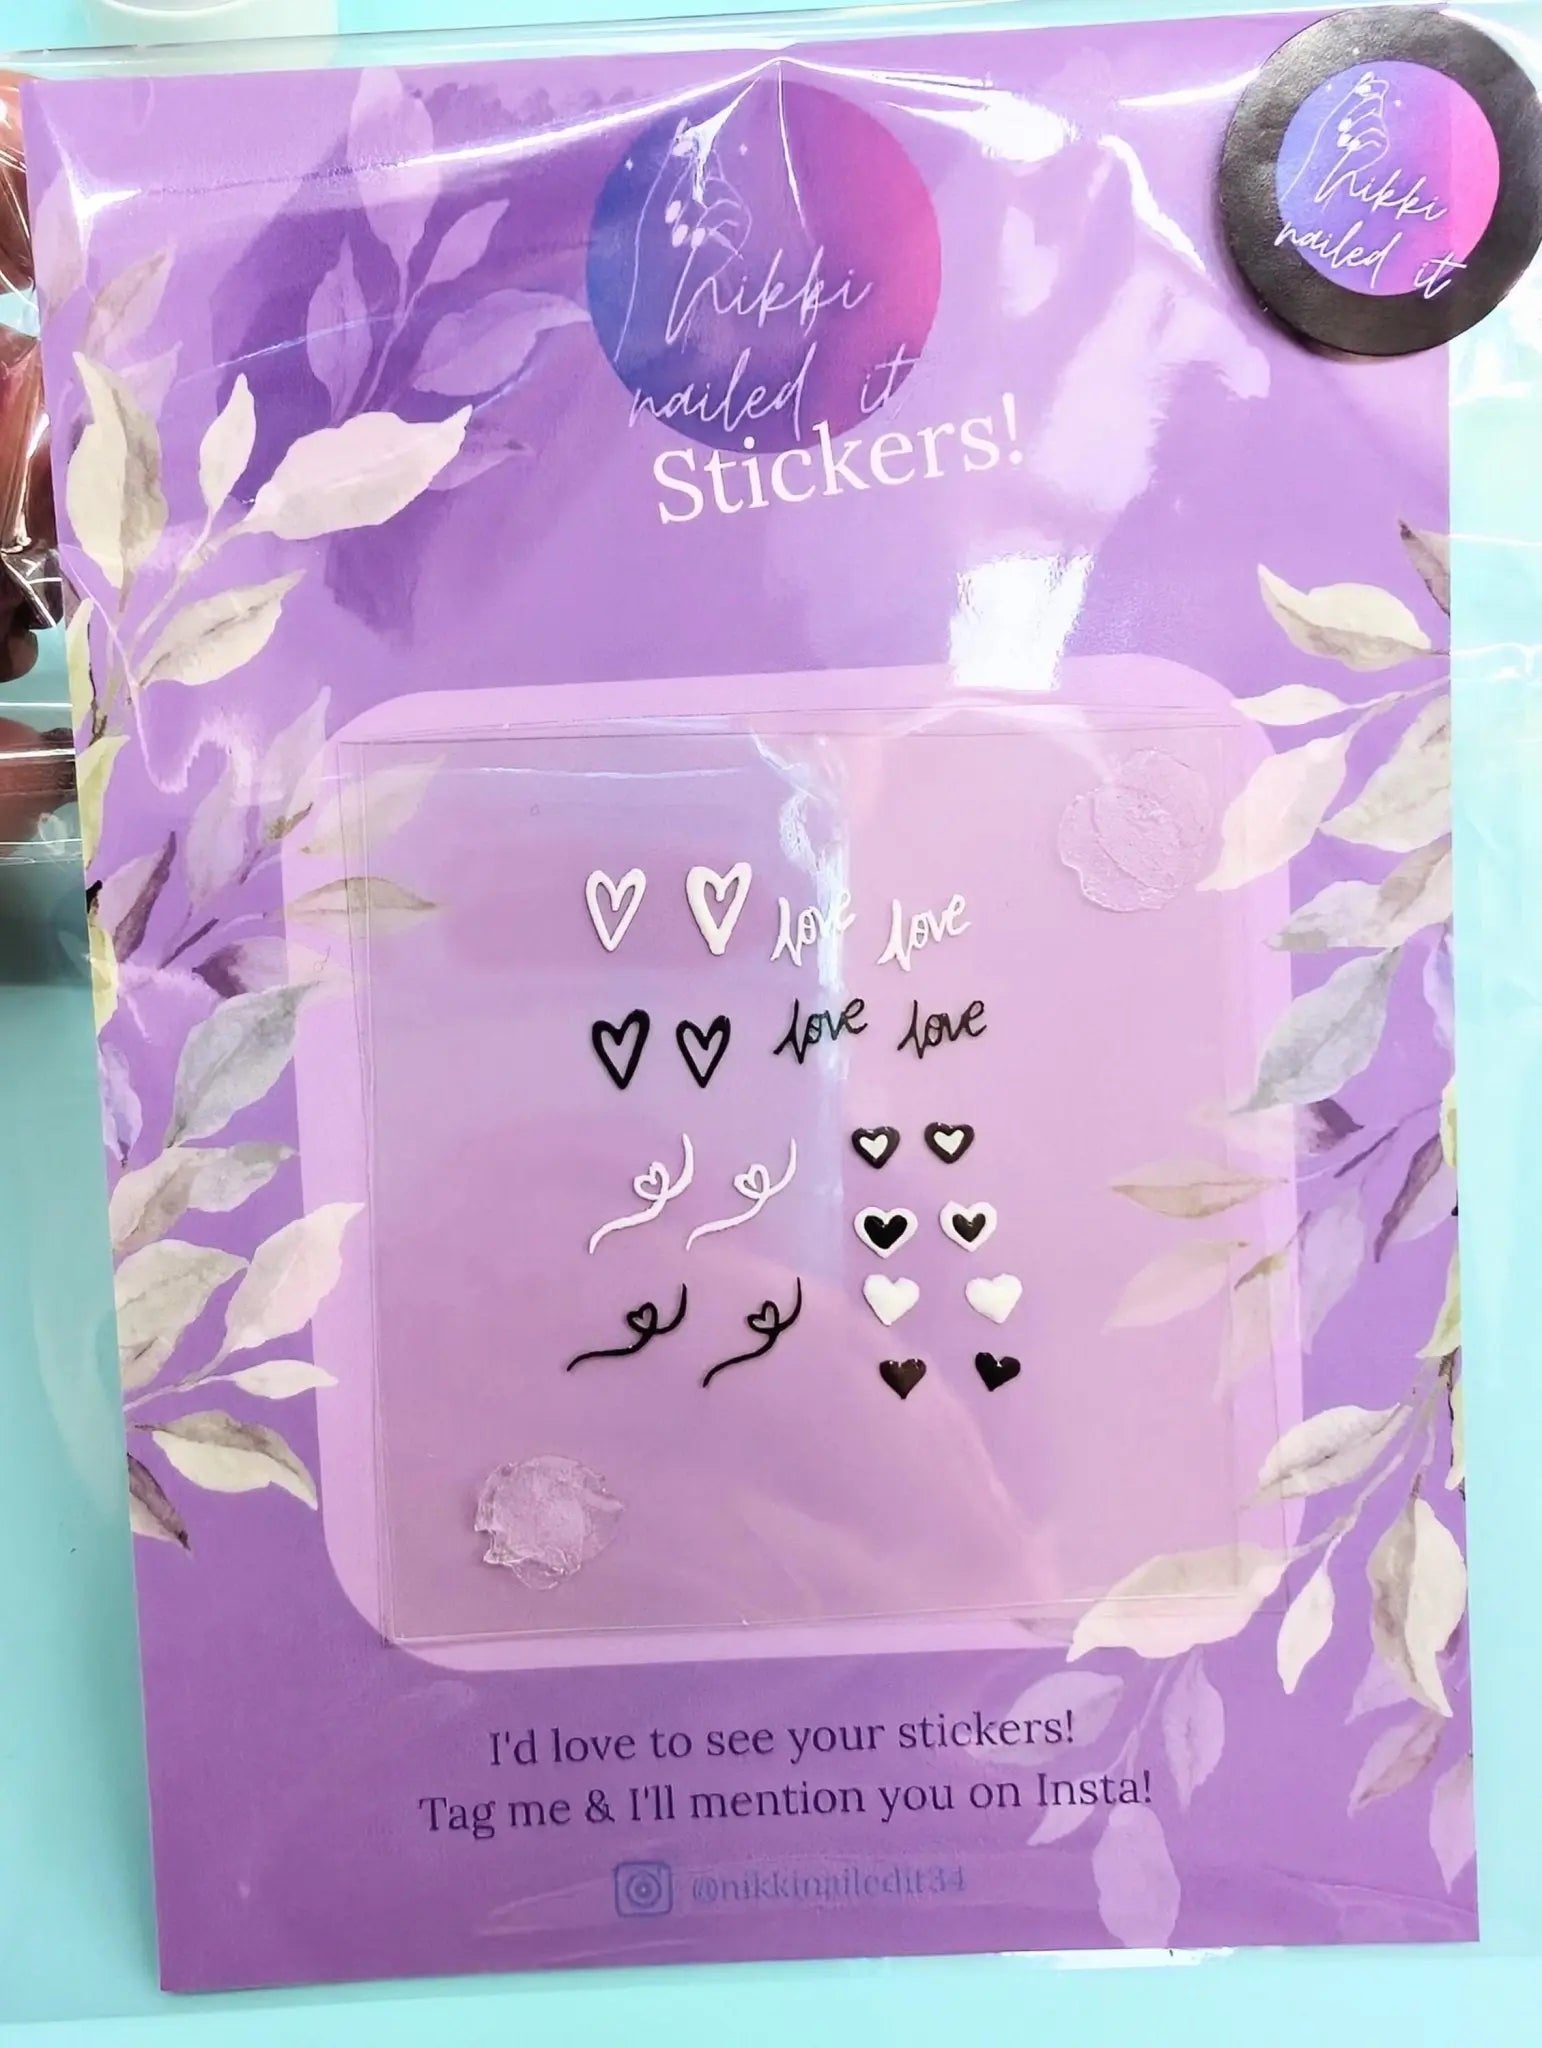 nikki
nailed it
nikki
nailed it
Stickers!
love love
love love
I'd love to see your stickers!
Tag me & I'll mention you on Insta!
@nikkinailedit34